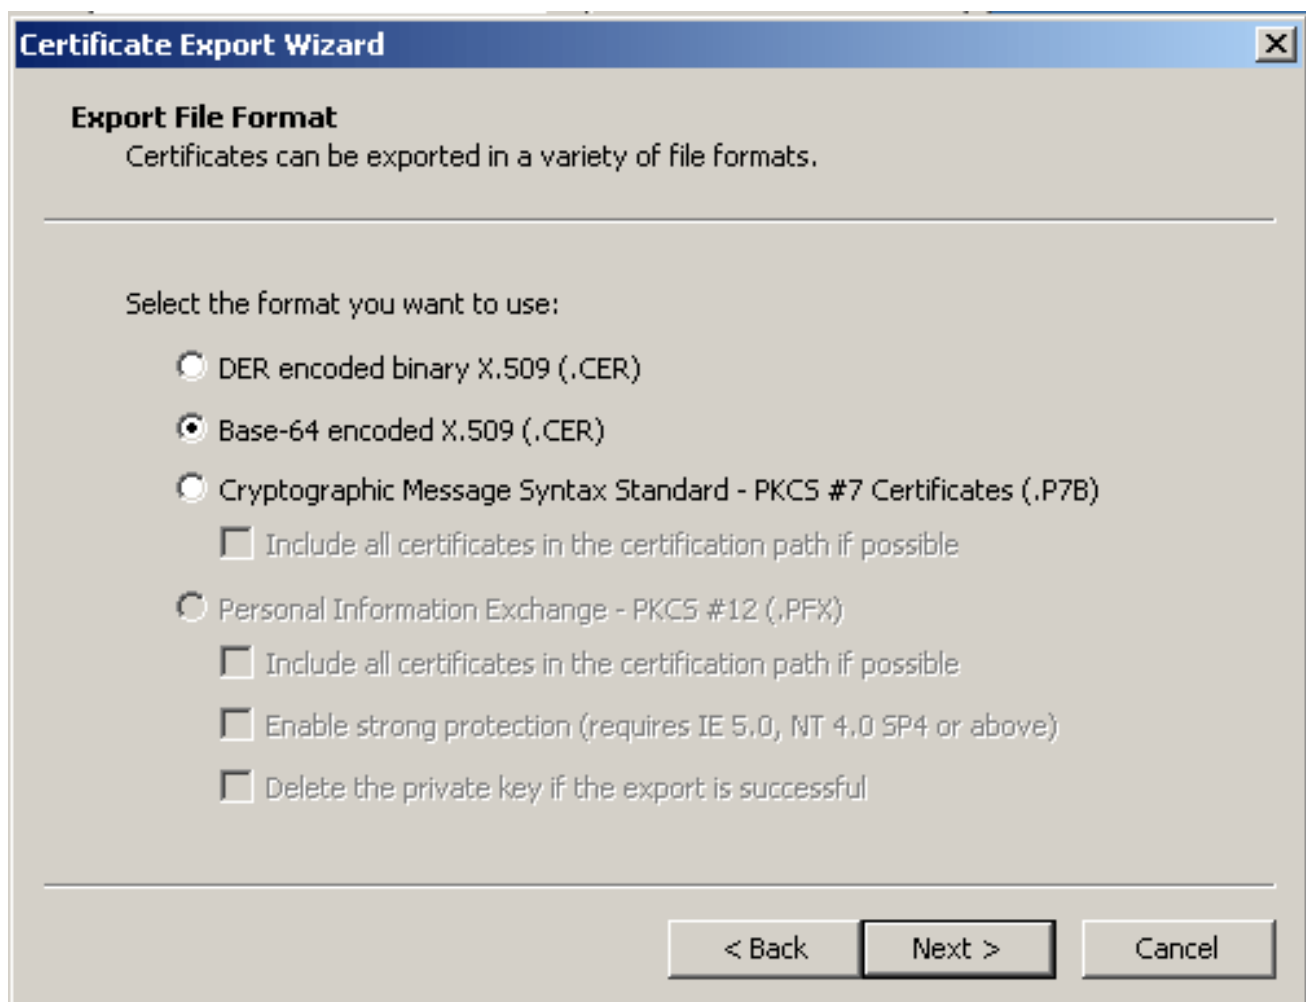 Certificate Export Wizard
Export File Format
Certificates can be exported in a variety of file formats.
Select the format you want to use:
DER encoded binary X.509 (.CER)
Base-64 encoded X.509 (.CER)
Cryptographic Message Syntax Standard - PKCS #7 Certificates (.P7B)
Include all certificates in the certification path if possible
Personal Information Exchange - PKCS #12 (.PFX)
Include all certificates in the certification path if possible
Enable strong protection (requires IE 5.0, NT 4.0 SP4 or above)
Delete the private key if the export is successful
< Back Next > Cancel